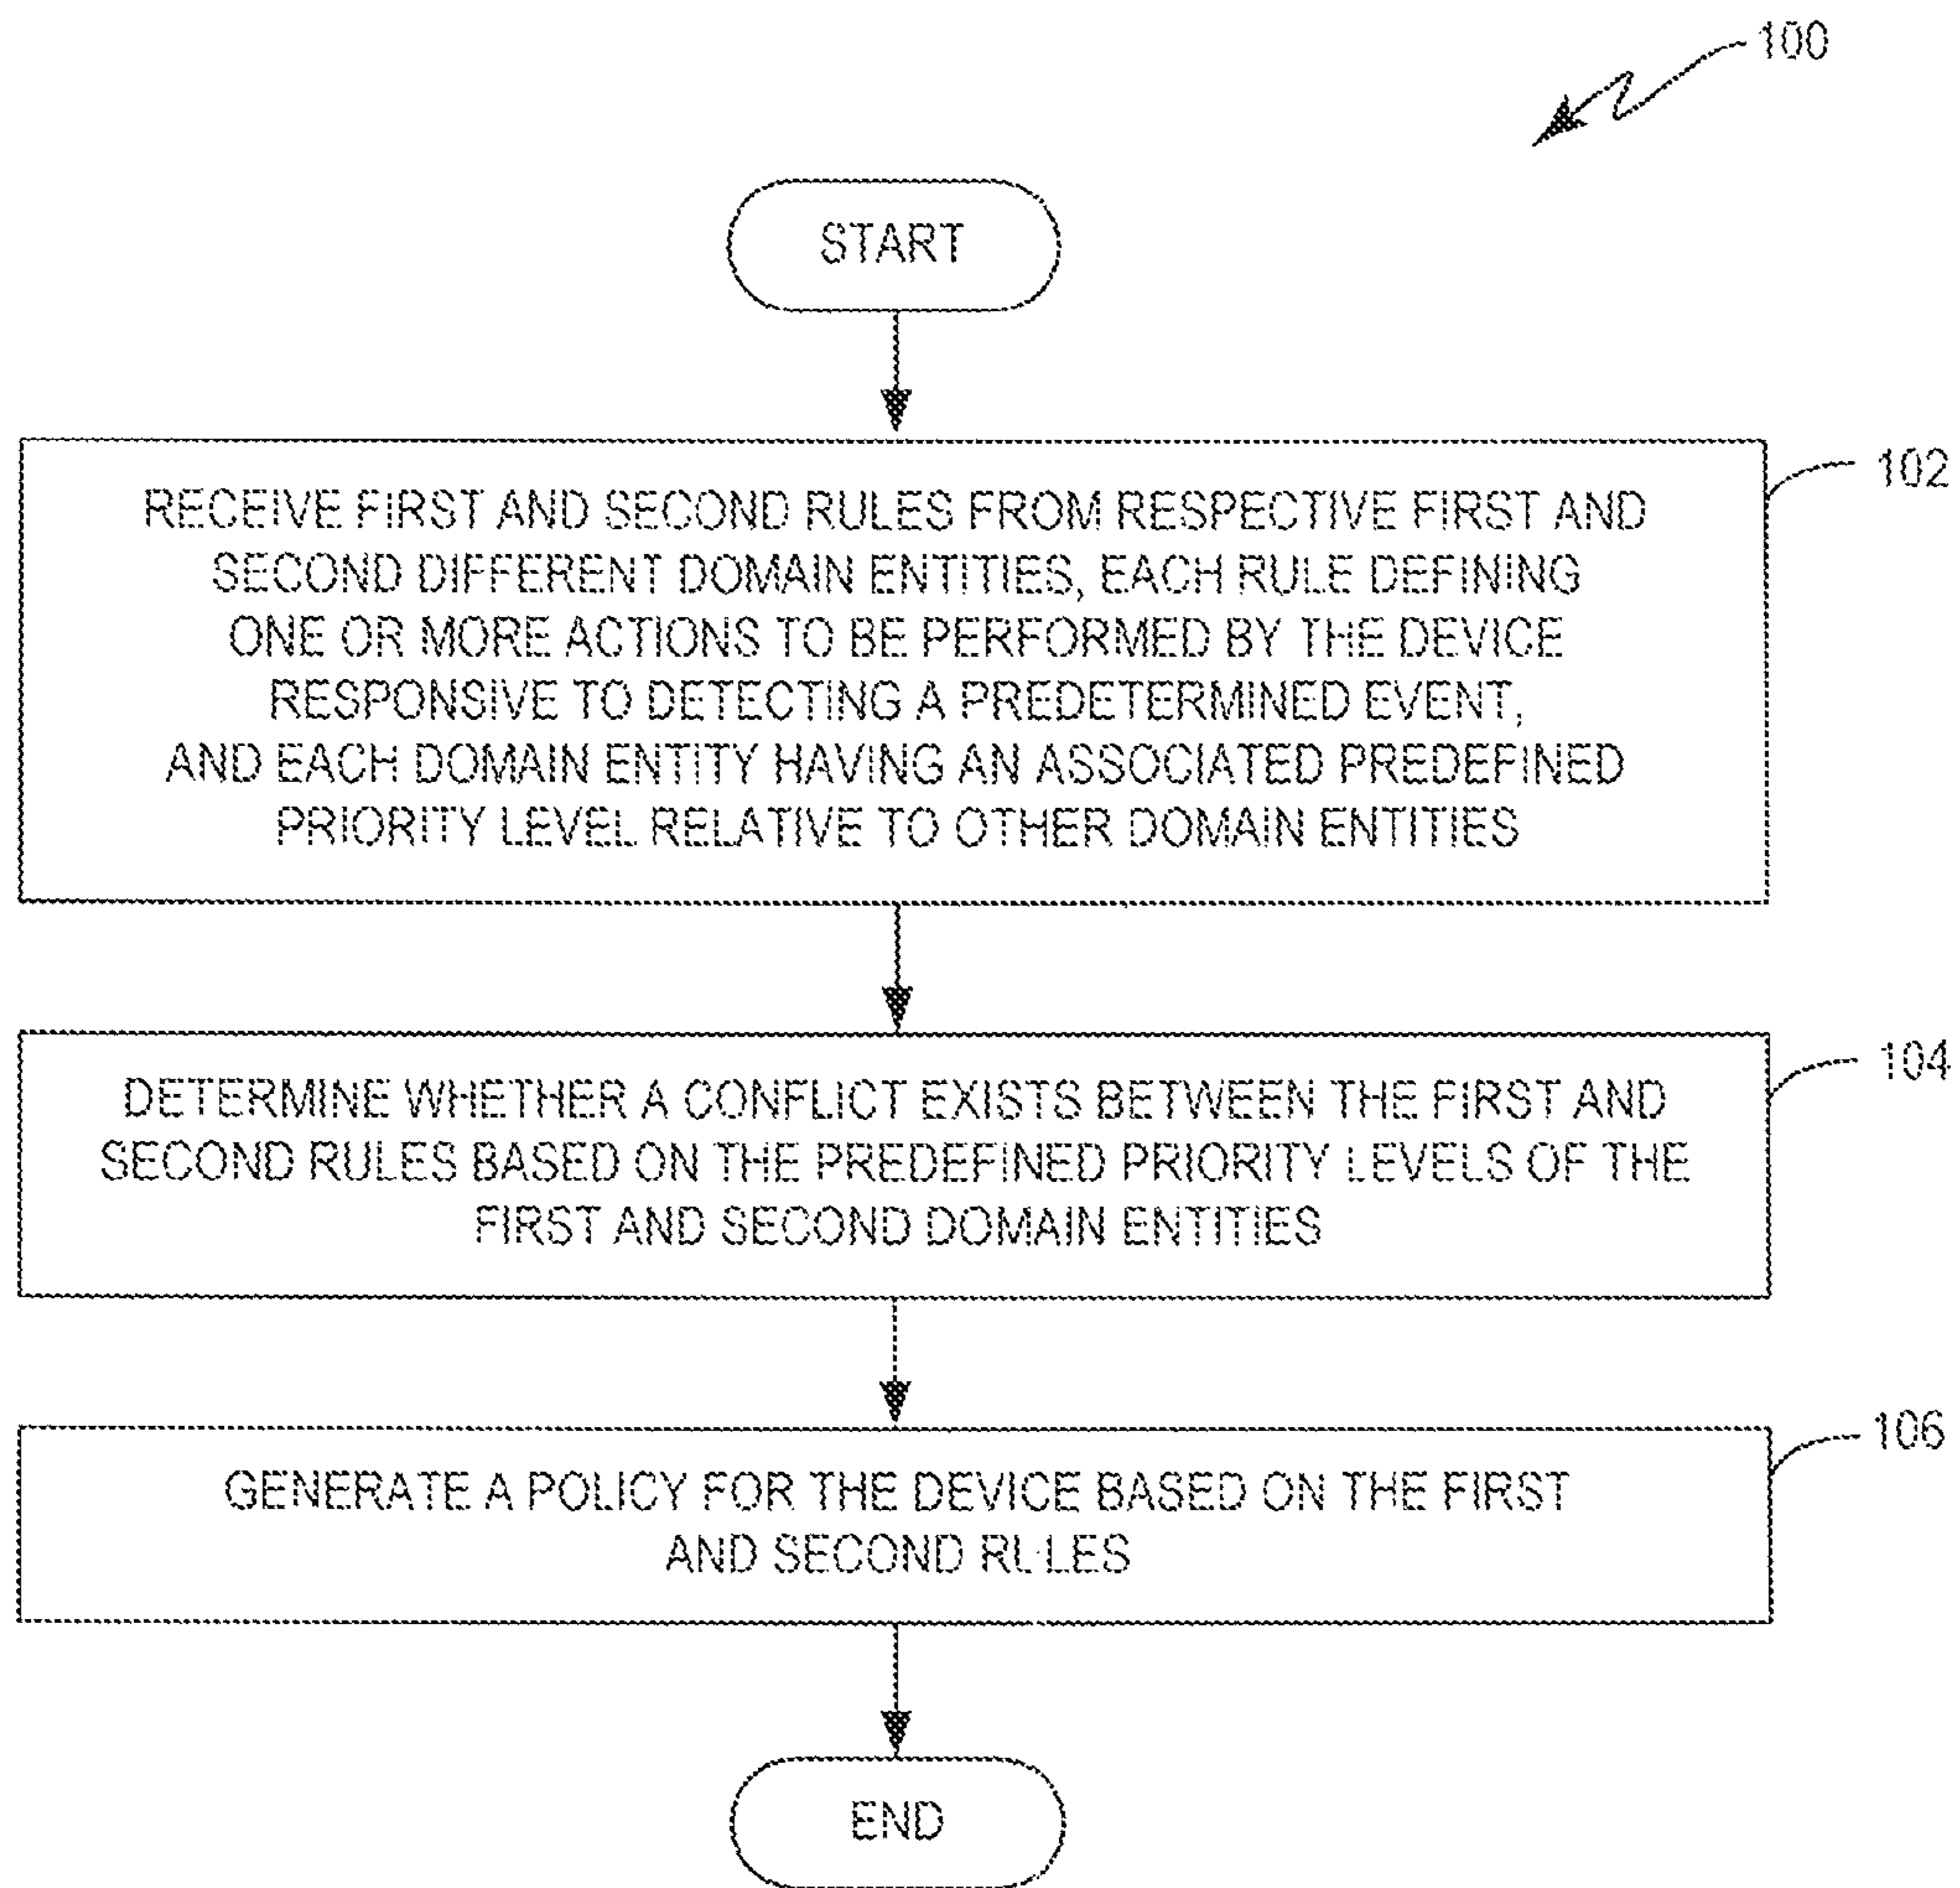 100
START
102
RECEIVE FIRST AND SECOND RULES FROM RESPECTIVE FIRST AND
SECOND DIFFERENT DOMAIN ENTITIES, EACH RULE DEFINING
ONE OR MORE ACTIONS TO BE PERFORMED BY THE DEVICE
RESPONSIVE TO DETECTING A PREDETERMINED EVENT,
AND EACH DOMAIN ENTITY HAVING AN ASSOCIATED PREDEFINED
PRIORITY LEVEL RELATIVE TO OTHER DOMAIN ENTITIES
104
DETERMINE WHETHER A CONFLICT EXISTS BETWEEN THE FIRST AND
SECOND RULES BASED ON THE PREDEFINED PRIORITY LEVELS OF THE
FIRST AND SECOND DOMAIN ENTITIES
106
GENERATE A POLICY FOR THE DEVICE BASED ON THE FIRST
AND SECOND RULES
END